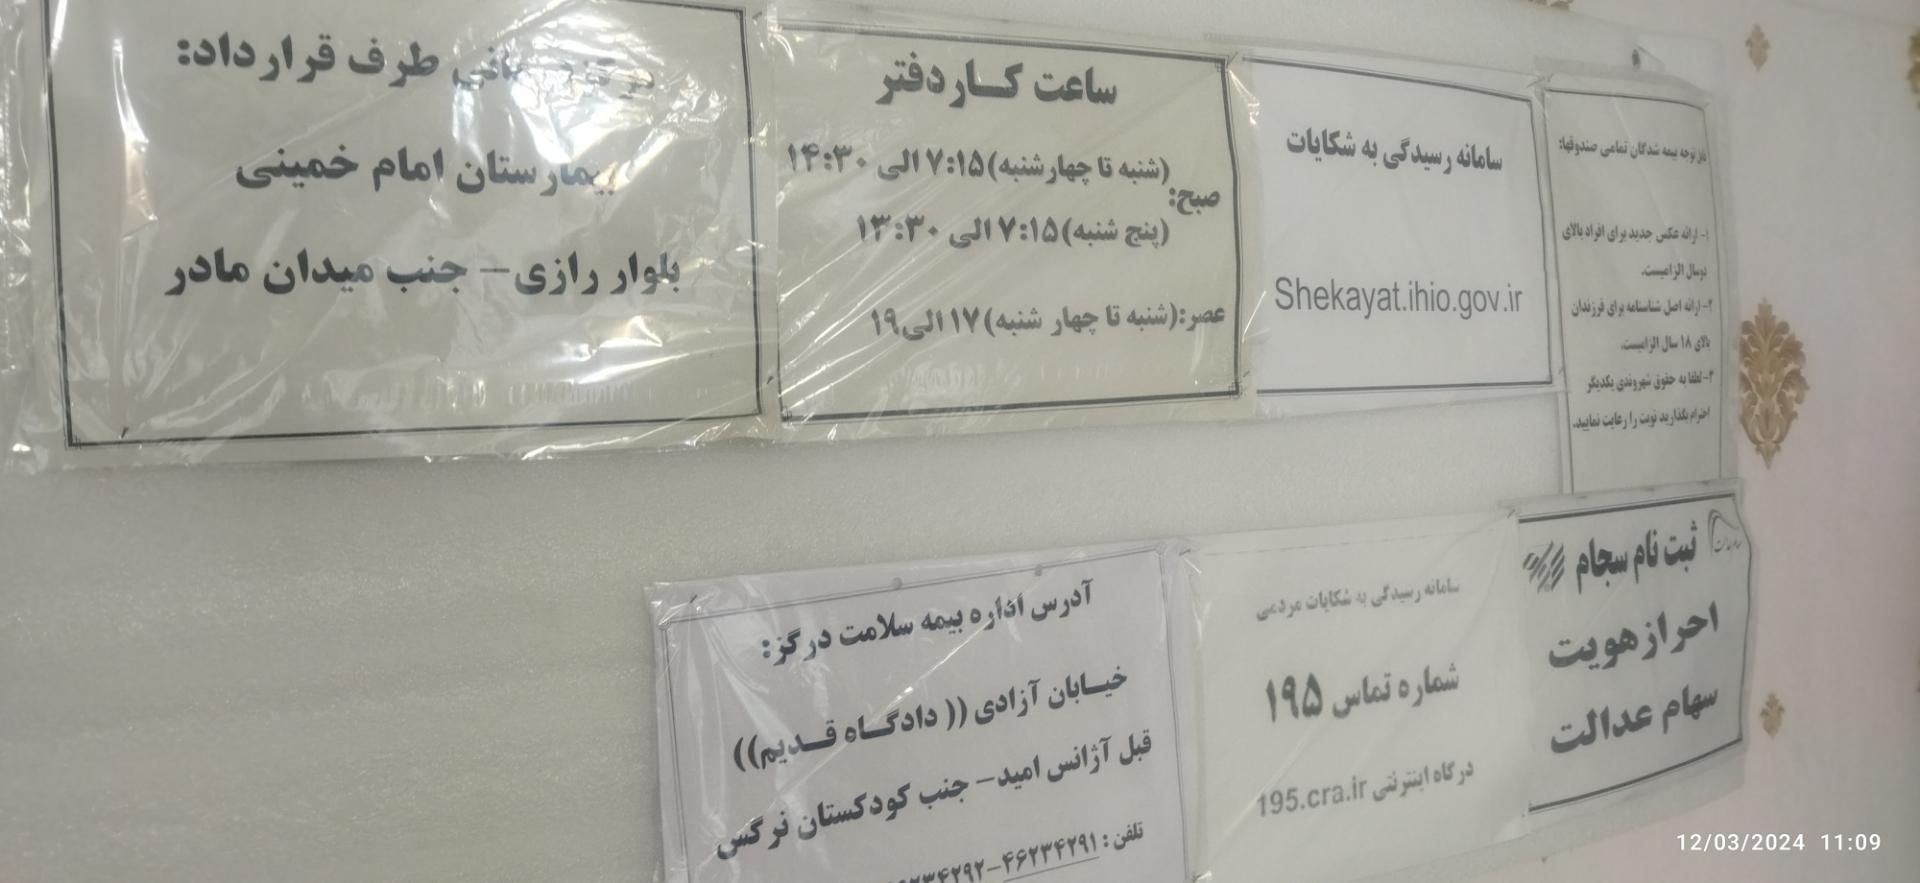 مرکز درمانی طرف قرارداد:
بیمارستان امام خمینی
بلوار رازی – جنب میدان مادر
ساعت کار دفتر
صبح:
(شنبه تا چهارشنبه) ۷:۱۵ الی ۱۴:۳۰
(پنج شنبه) ۷:۱۵ الی ۱۳:۳۰
عصر: (شنبه تا چهار شنبه) ۱۷ الی ۱۹
سامانه رسیدگی به شکایات
Shekayat.ihio.gov.ir
قابل توجه بیمه شدگان تمامی صندوقها:
۱- ارائه عکس جدید برای افراد بالای
دوسال الزامیست.
۲- ارائه اصل شناسنامه برای فرزندان
بالای ۱۸ سال الزامیست.
۳- لطفا به حقوق شهروندی یکدیگر
احترام بگذارید نوبت را رعایت نمایید.
آدرس اداره بیمه سلامت درگز:
خیابان آزادی (( دادگاه قدیم))
قبل آژانس امید – جنب کودکستان نرگس
تلفن : ۴۶۲۳۴۲۹۱-
سامانه رسیدگی به شکایات مردمی
شماره تماس ۱۹۵
درگاه اینترنتی 195.cra.ir
ثبت نام سجام
احراز هویت
سهام عدالت
12/03/2024 11:09